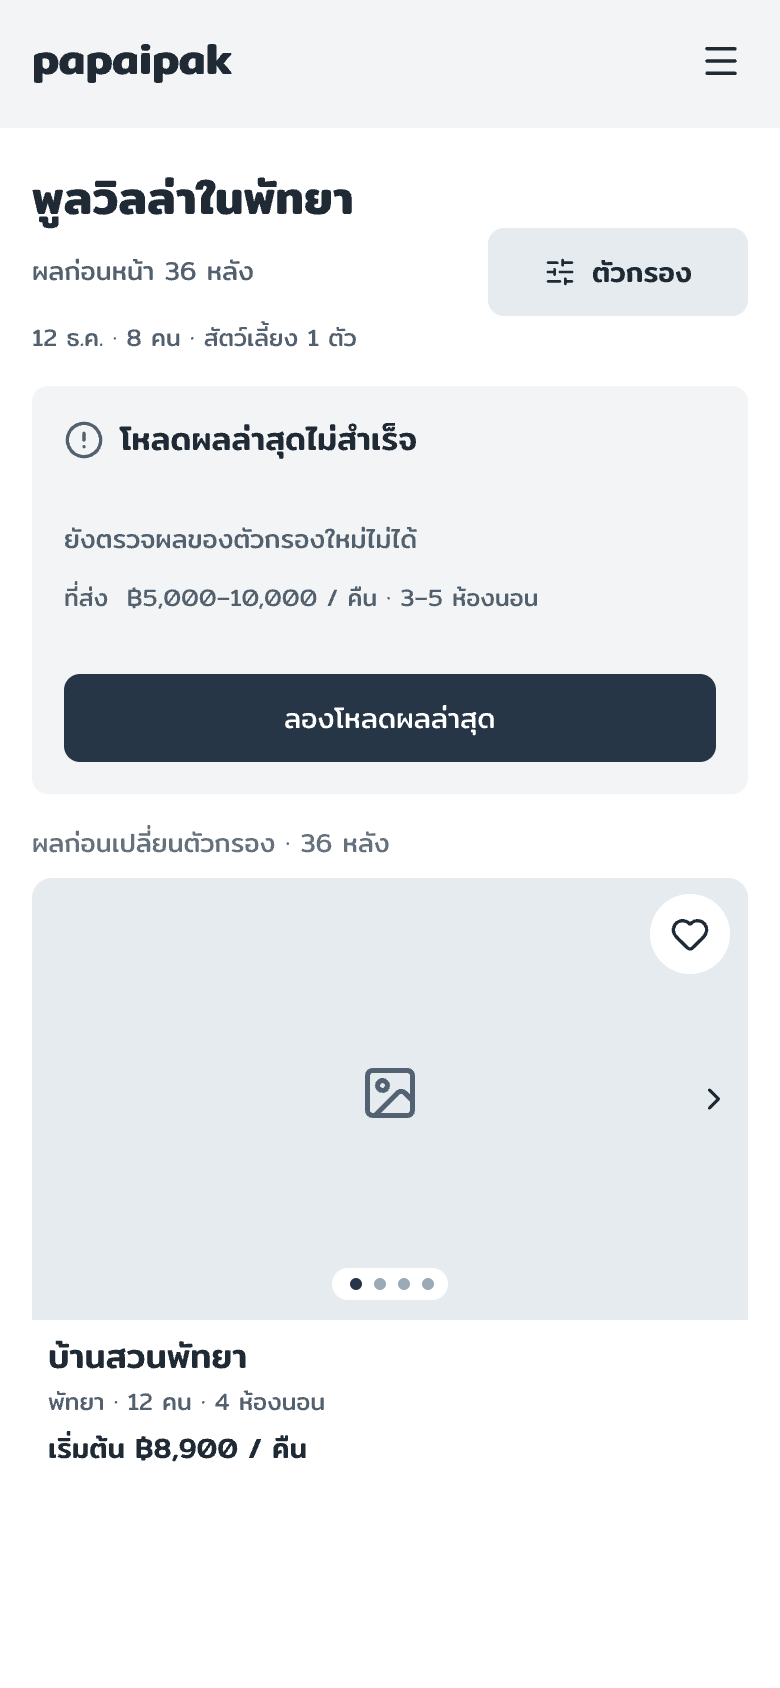 papaipak
พูลวิลล่าในพัทยา
ผลก่อนหน้า 36 หลัง
ตัวกรอง
12 ธ.ค. · 8 คน · สัตว์เลี้ยง 1 ตัว
โหลดผลล่าสุดไม่สำเร็จ
ยังตรวจผลของตัวกรองใหม่ไม่ได้
ที่ส่ง ฿5,000–10,000 / คืน · 3–5 ห้องนอน
ลองโหลดผลล่าสุด
ผลก่อนเปลี่ยนตัวกรอง · 36 หลัง
บ้านสวนพัทยา
พัทยา · 12 คน · 4 ห้องนอน
เริ่มต้น ฿8,900 / คืน